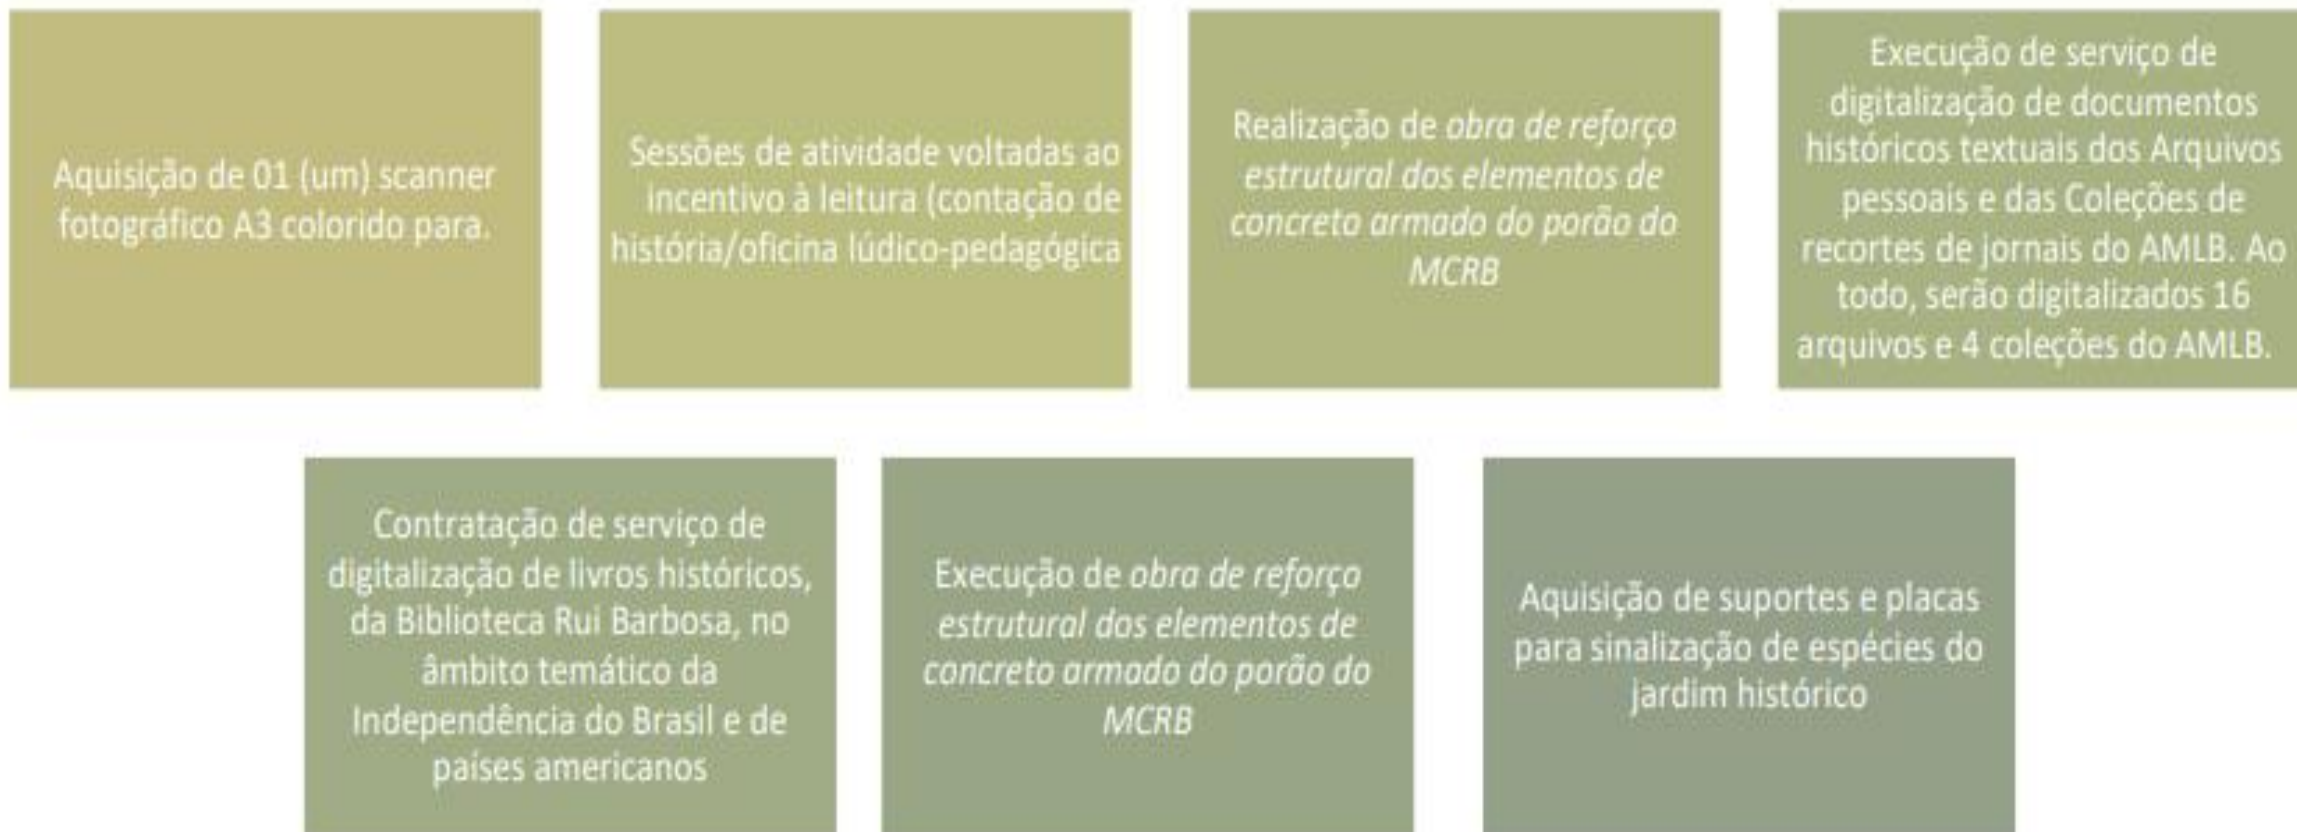 Aquisição de 01 (um) scanner
fotográfico A3 colorido para.
Sessões de atividade voltadas ao
incentivo à leitura (contação de
história/oficina lúdico-pedagógica
Realização de obra de reforço
estrutural dos elementos de
concreto armado do porão do
MCRB
Execução de serviço de
digitalização de documentos
históricos textuais dos Arquivos
pessoais e das Coleções de
recortes de jornais do AMLB. Ao
todo, serão digitalizados 16
arquivos e 4 coleções do AMLB.
Contratação de serviço de
digitalização de livros históricos,
da Biblioteca Rui Barbosa, no
âmbito temático da
Independência do Brasil e de
países americanos
Execução de obra de reforço
estrutural dos elementos de
concreto armado do porão do
MCRB
Aquisição de suportes e placas
para sinalização de espécies do
jardim histórico